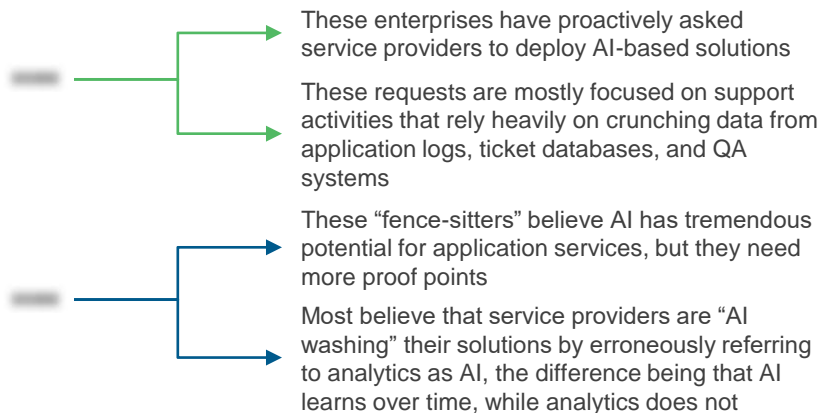 These enterprises have proactively asked
service providers to deploy AI-based solutions
These requests are mostly focused on support
activities that rely heavily on crunching data from
application logs, ticket databases, and QA
systems
These “fence-sitters” believe AI has tremendous
potential for application services, but they need
more proof points
Most believe that service providers are “AI
washing” their solutions by erroneously referring
to analytics as AI, the difference being that AI
learns over time, while analytics does not